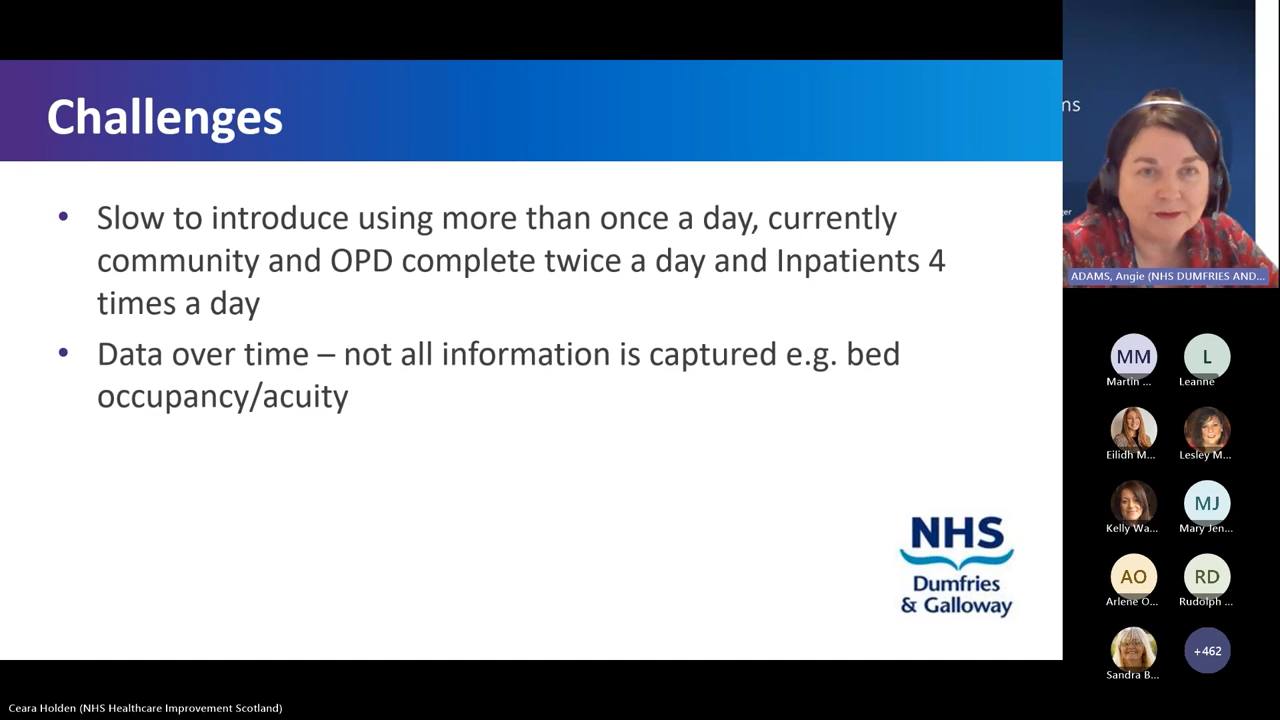 Challenges
• Slow to introduce using more than once a day, currently
community and OPD complete twice a day and Inpatients 4
times a day
• Data over time – not all information is captured e.g. bed
occupancy/acuity
NHS
Dumfries
& Galloway
ms
ger
ADAMS, Angie (NHS DUMFRIES AND...
MM
Martin ...
L
Leanne
Eilidh M...
Lesley M...
Kelly Wa...
MJ
Mary Jen...
AO
Arlene O...
RD
Rudolph ...
Sandra B...
+462
Ceara Holden (NHS Healthcare Improvement Scotland)